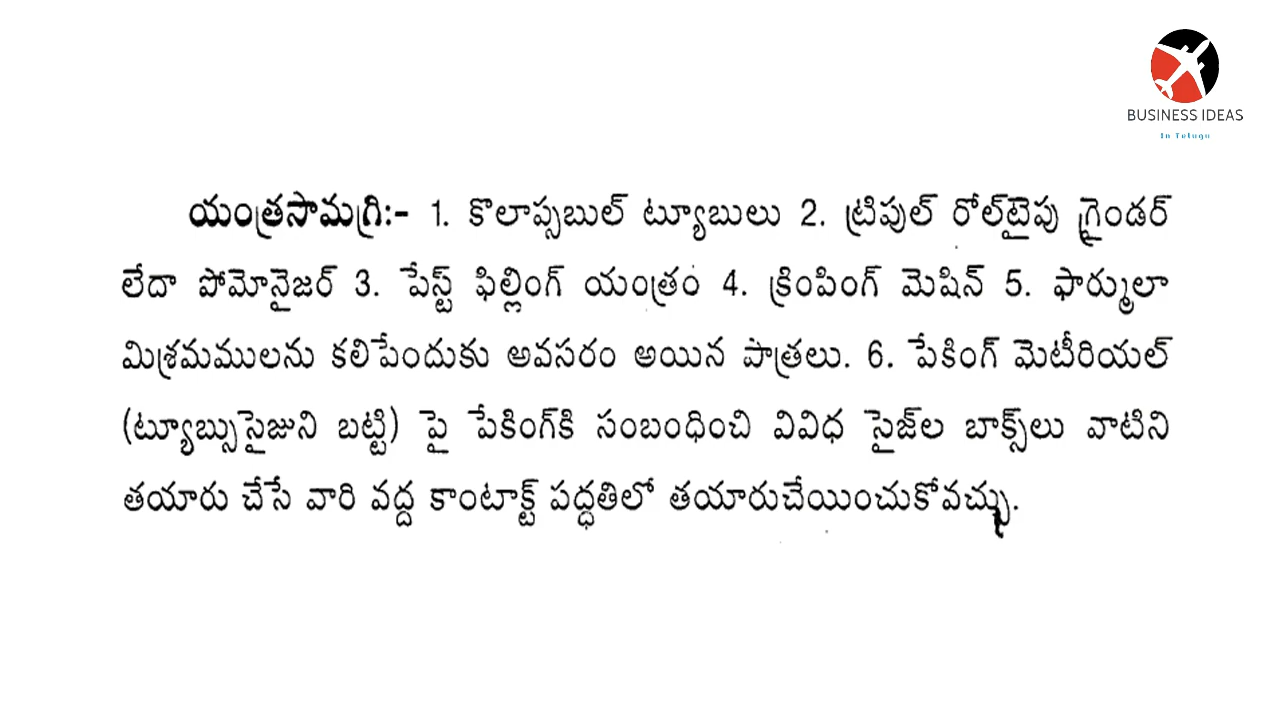 BUSINESS IDEAS
In Telugu
యంత్రసామగ్రి:- 1. కొలాప్సబుల్ ట్యూబులు 2. ట్రిపుల్ రోల్‌టైపు గ్రైండర్
లేదా పోమోనైజర్ 3. పేస్ట్ ఫిల్లింగ్ యంత్రం 4. క్రింపింగ్ మెషిన్ 5. ఫార్ములా
మిశ్రమములను కలిపేందుకు అవసరం అయిన పాత్రలు. 6. పేకింగ్ మెటీరియల్
(ట్యూబ్సుసైజుని బట్టి) పై పేకింగ్‌కి సంబంధించి వివిధ సైజ్‌ల బాక్స్‌లు వాటిని
తయారు చేసే వారి వద్ద కాంటాక్ట్ పద్ధతిలో తయారుచేయించుకోవచ్చు.